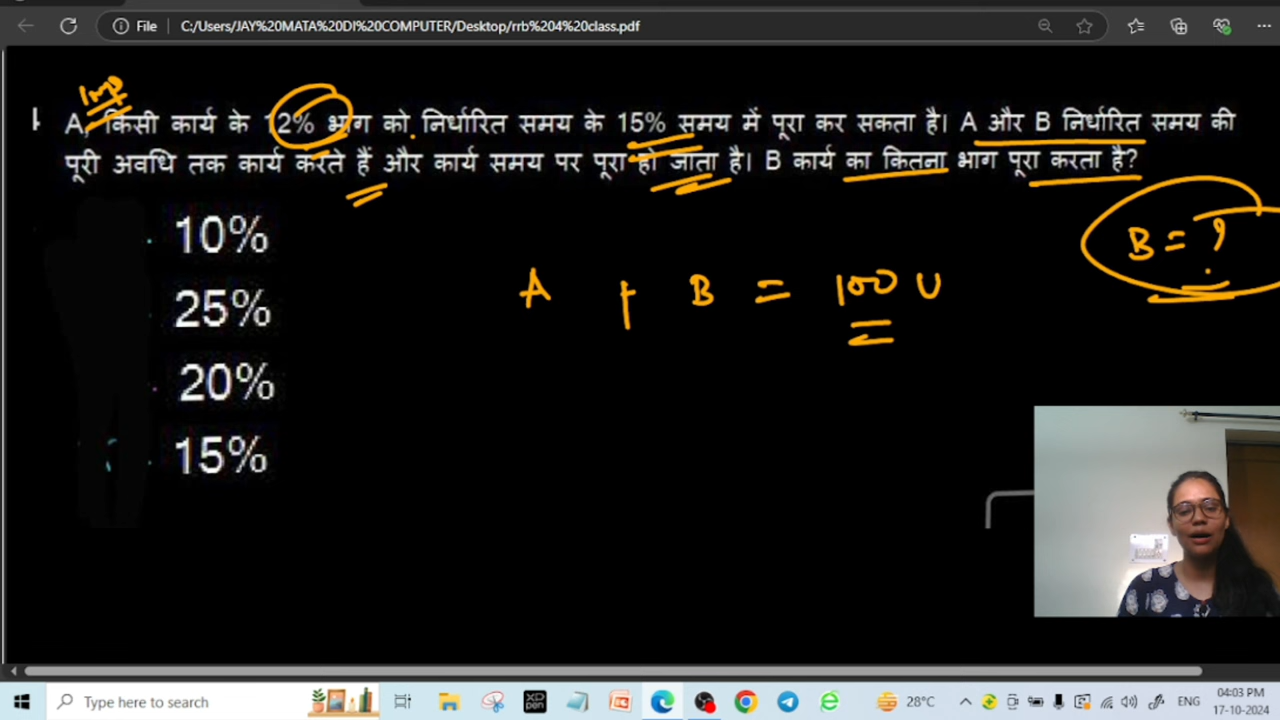 File C:/Users/JAY%20MATA%20DI%20COMPUTER/Desktop/rrb%204%20class.pdf
Imp
1 A, किसी कार्य के 12% भाग को निर्धारित समय के 15% समय में पूरा कर सकता है। A और B निर्धारित समय की
पूरी अवधि तक कार्य करते हैं और कार्य समय पर पूरा हो जाता है। B कार्य का कितना भाग पूरा करता है?
10%
B = ?
A + B = 100 U
25%
20%
15%
Type here to search 28°C ENG 04:03 PM
17-10-2024